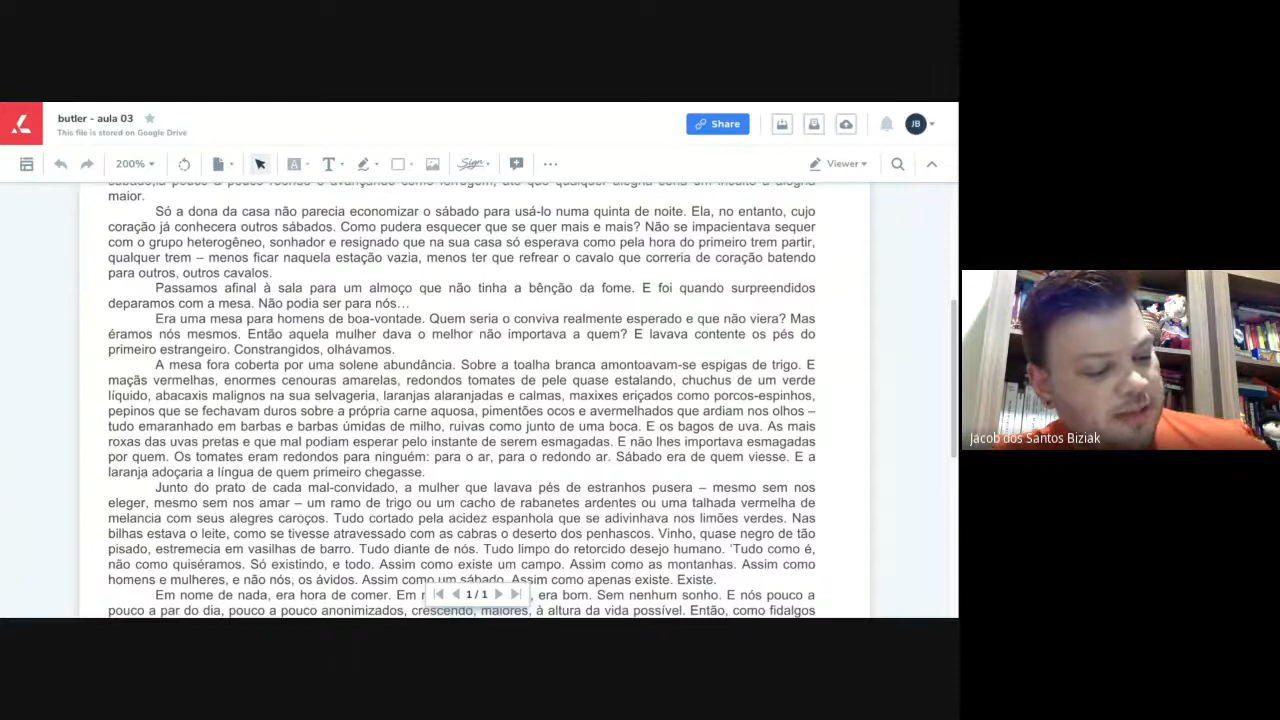 butler - aula 03
This file is stored on Google Drive
Share
JB
200%
T
Sign
Viewer
maior.
Só a dona da casa não parecia economizar o sábado para usá-lo numa quinta de noite. Ela, no entanto, cujo
coração já conhecera outros sábados. Como pudera esquecer que se quer mais e mais? Não se impacientava sequer
com o grupo heterogêneo, sonhador e resignado que na sua casa só esperava como pela hora do primeiro trem partir,
qualquer trem – menos ficar naquela estação vazia, menos ter que refrear o cavalo que correria de coração batendo
para outros, outros cavalos.
Passamos afinal à sala para um almoço que não tinha a bênção da fome. E foi quando surpreendidos
deparamos com a mesa. Não podia ser para nós…
Era uma mesa para homens de boa-vontade. Quem seria o conviva realmente esperado e que não viera? Mas
éramos nós mesmos. Então aquela mulher dava o melhor não importava a quem? E lavava contente os pés do
primeiro estrangeiro. Constrangidos, olhávamos.
A mesa fora coberta por uma solene abundância. Sobre a toalha branca amontoavam-se espigas de trigo. E
maçãs vermelhas, enormes cenouras amarelas, redondos tomates de pele quase estalando, chuchus de um verde
líquido, abacaxis malignos na sua selvageria, laranjas alaranjadas e calmas, maxixes eriçados como porcos-espinhos,
pepinos que se fechavam duros sobre a própria carne aquosa, pimentões ocos e avermelhados que ardiam nos olhos –
tudo emaranhado em barbas e barbas úmidas de milho, ruivas como junto de uma boca. E os bagos de uva. As mais
roxas das uvas pretas e que mal podiam esperar pelo instante de serem esmagadas. E não lhes importava esmagadas
por quem. Os tomates eram redondos para ninguém: para o ar, para o redondo ar. Sábado era de quem viesse. E a
laranja adoçaria a língua de quem primeiro chegasse.
Junto do prato de cada mal-convidado, a mulher que lavava pés de estranhos pusera – mesmo sem nos
eleger, mesmo sem nos amar – um ramo de trigo ou um cacho de rabanetes ardentes ou uma talhada vermelha de
melancia com seus alegres caroços. Tudo cortado pela acidez espanhola que se adivinhava nos limões verdes. Nas
bilhas estava o leite, como se tivesse atravessado com as cabras o deserto dos penhascos. Vinho, quase negro de tão
pisado, estremecia em vasilhas de barro. Tudo diante de nós. Tudo limpo do retorcido desejo humano. 'Tudo como é,
não como quiséramos. Só existindo, e todo. Assim como existe um campo. Assim como as montanhas. Assim como
homens e mulheres, e não nós, os ávidos. Assim como um sábado. Assim como apenas existe. Existe.
Em nome de nada, era hora de comer. Em era bom. Sem nenhum sonho. E nós pouco a
pouco a par do dia, pouco a pouco anonimizados, crescendo, maiores, à altura da vida possível. Então, como fidalgos
1 / 1
Jacob dos Santos Biziak